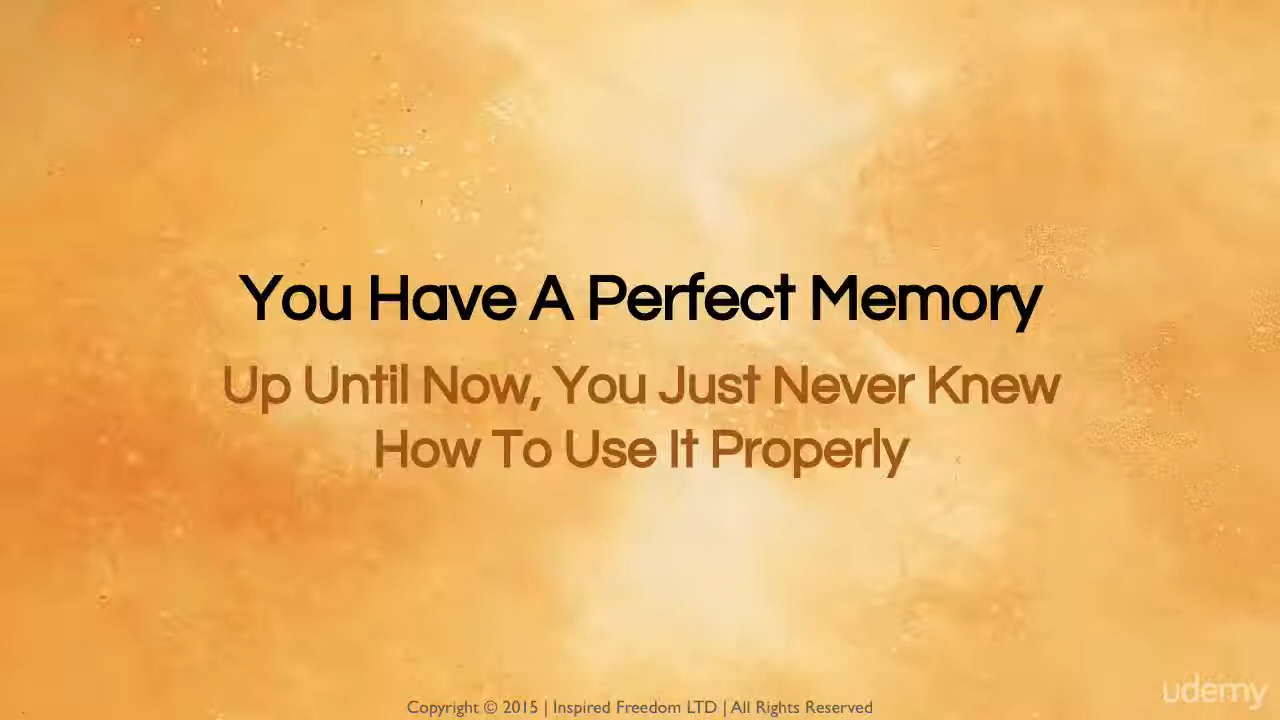 You Have A Perfect Memory
Up Until Now, You Just Never Knew
How To Use It Properly
udemy
Copyright © 2015 | Inspired Freedom LTD | All Rights Reserved